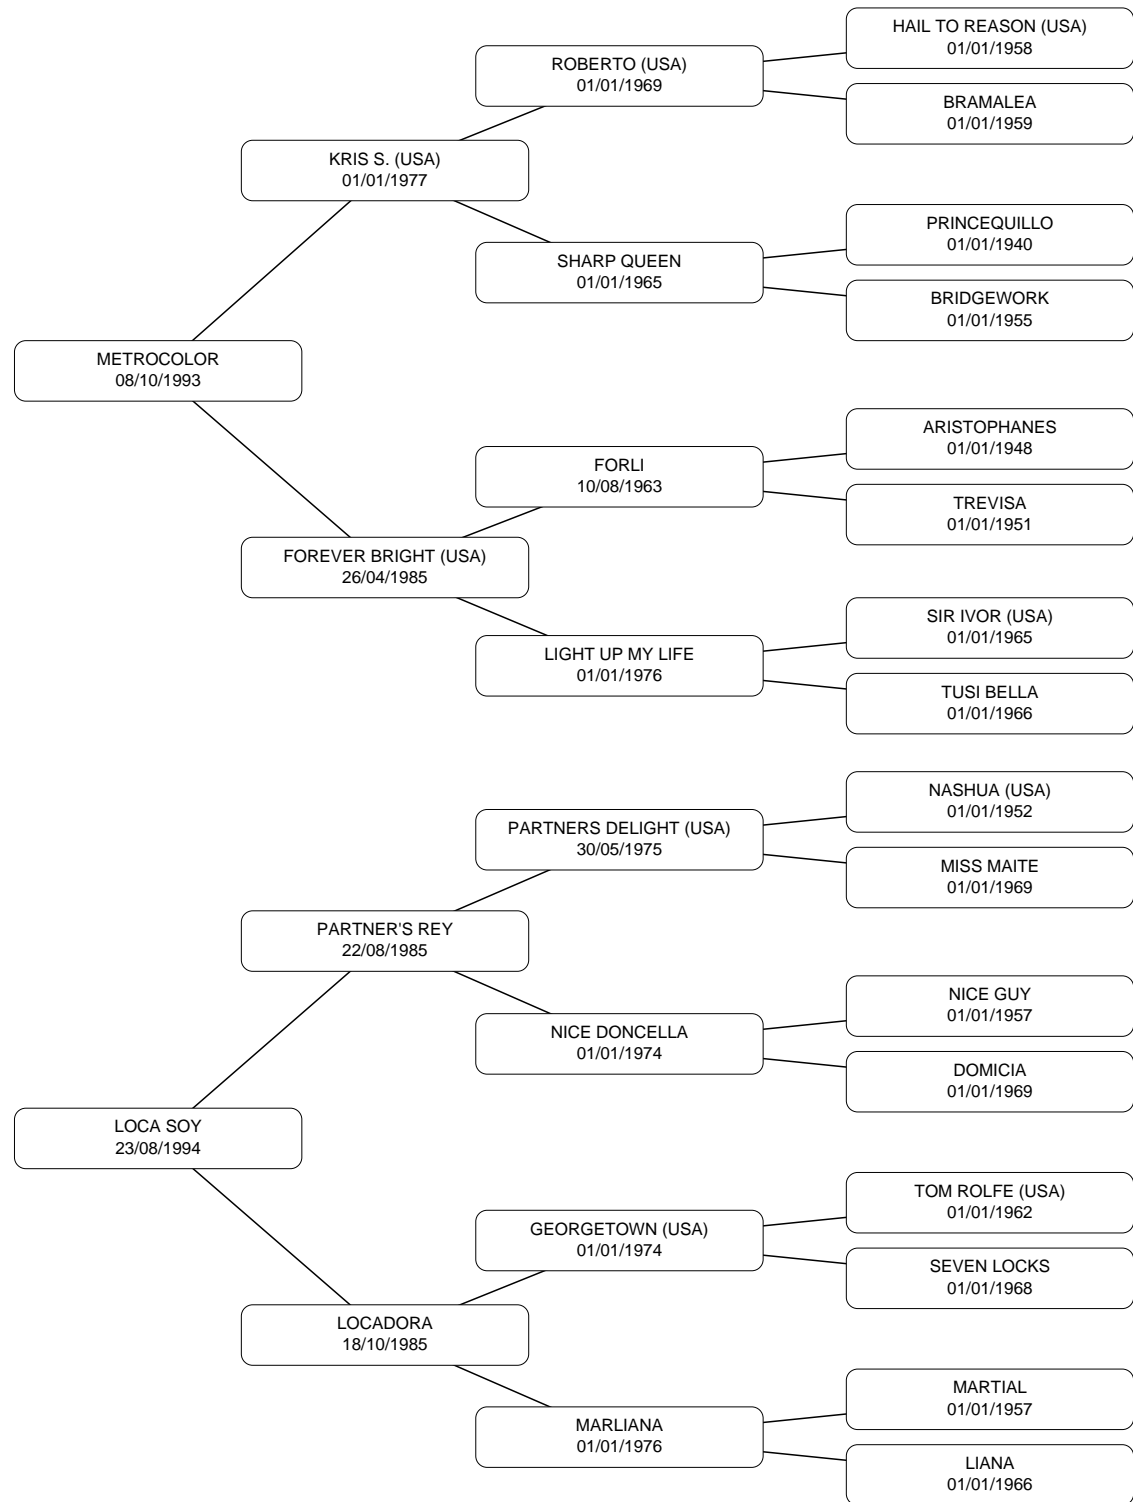 HAIL TO REASON (USA)
01/01/1958
ROBERTO (USA)
01/01/1969
BRAMALEA
01/01/1959
KRIS S. (USA)
01/01/1977
PRINCEQUILLO
01/01/1940
SHARP QUEEN
01/01/1965
BRIDGEWORK
01/01/1955
METROCOLOR
08/10/1993
ARISTOPHANES
01/01/1948
FORLI
10/08/1963
TREVISA
01/01/1951
FOREVER BRIGHT (USA)
26/04/1985
SIR IVOR (USA)
01/01/1965
LIGHT UP MY LIFE
01/01/1976
TUSI BELLA
01/01/1966
NASHUA (USA)
01/01/1952
PARTNERS DELIGHT (USA)
30/05/1975
MISS MAITE
01/01/1969
PARTNER'S REY
22/08/1985
NICE GUY
01/01/1957
NICE DONCELLA
01/01/1974
DOMICIA
01/01/1969
LOCA SOY
23/08/1994
TOM ROLFE (USA)
01/01/1962
GEORGETOWN (USA)
01/01/1974
SEVEN LOCKS
01/01/1968
LOCADORA
18/10/1985
MARTIAL
01/01/1957
MARLIANA
01/01/1976
LIANA
01/01/1966